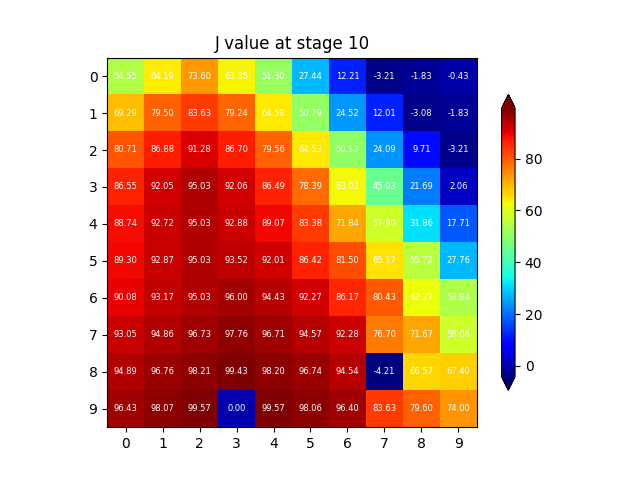 J value at stage 10
0 54.55 64.19 73.60 63.35 51.30 27.44 12.21 -3.21 -1.83 -0.43
1 69.29 79.50 83.63 79.24 64.58 50.79 24.52 12.01 -3.08 -1.83
2 80.71 86.88 91.28 86.70 79.56 64.53 50.12 24.09 9.71 -3.21
3 86.55 92.05 95.03 92.06 86.49 78.39 63.03 45.03 21.69 2.06
4 88.74 92.72 95.03 92.88 89.07 83.38 71.84 57.90 31.86 17.71
5 89.30 92.87 95.03 93.52 92.01 86.42 81.50 65.17 55.72 27.76
6 90.08 93.17 95.03 96.00 94.43 92.27 86.17 80.43 62.27 53.84
7 93.05 94.86 96.73 97.76 96.71 94.57 92.28 76.70 71.67 58.06
8 94.89 96.76 98.21 99.43 98.20 96.74 94.54 -4.21 66.57 67.40
9 96.43 98.07 99.57 0.00 99.57 98.06 96.40 83.63 79.60 74.00
0 1 2 3 4 5 6 7 8 9
80
60
40
20
0